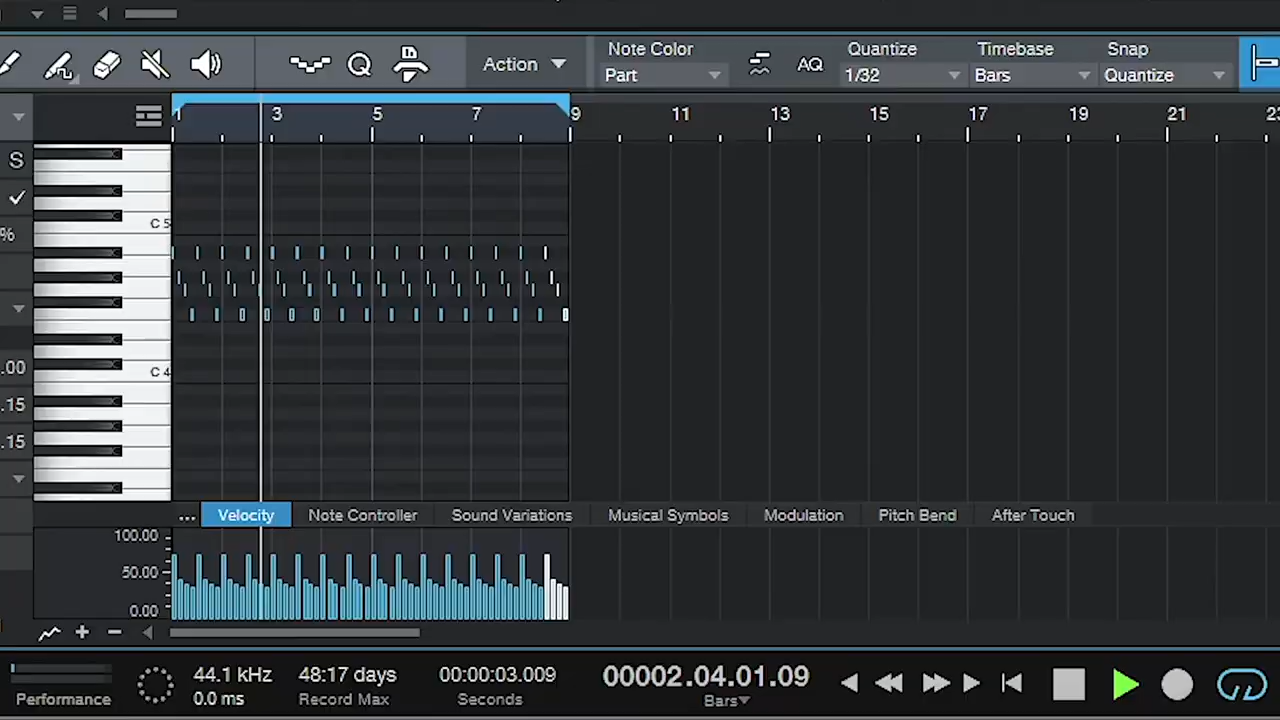 Action
Note Color
Part
AQ
Quantize
1/32
Timebase
Bars
Snap
Quantize
1 3 5 7 9 11 13 15 17 19 21 23
S
C 5
%
C 4
.00
.15
.15
... Velocity Note Controller Sound Variations Musical Symbols Modulation Pitch Bend After Touch
100.00
50.00
0.00
44.1 kHz 48:17 days 00:00:03.009 00002.04.01.09
Performance 0.0 ms Record Max Seconds Bars